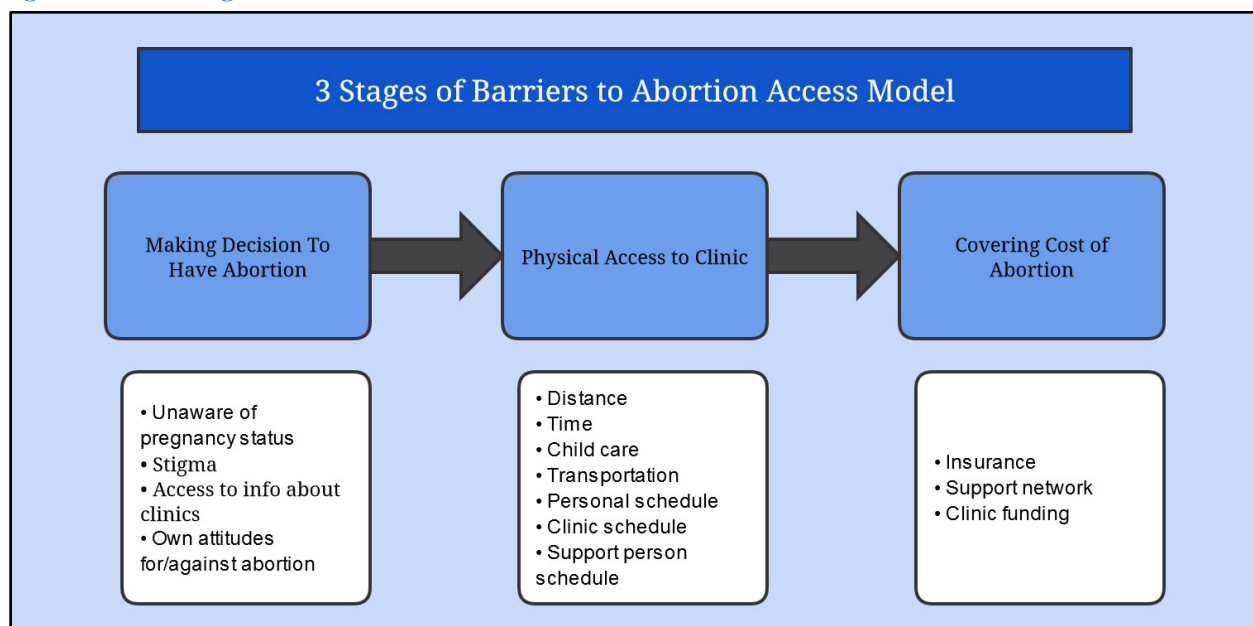 3 Stages of Barriers to Abortion Access Model
Making Decision To
Have Abortion
Physical Access to Clinic
Covering Cost of
Abortion
• Unaware of
pregnancy status
• Stigma
• Access to info about
clinics
• Own attitudes
for/against abortion
• Distance
• Time
• Child care
• Transportation
• Personal schedule
• Clinic schedule
• Support person
schedule
• Insurance
• Support network
• Clinic funding